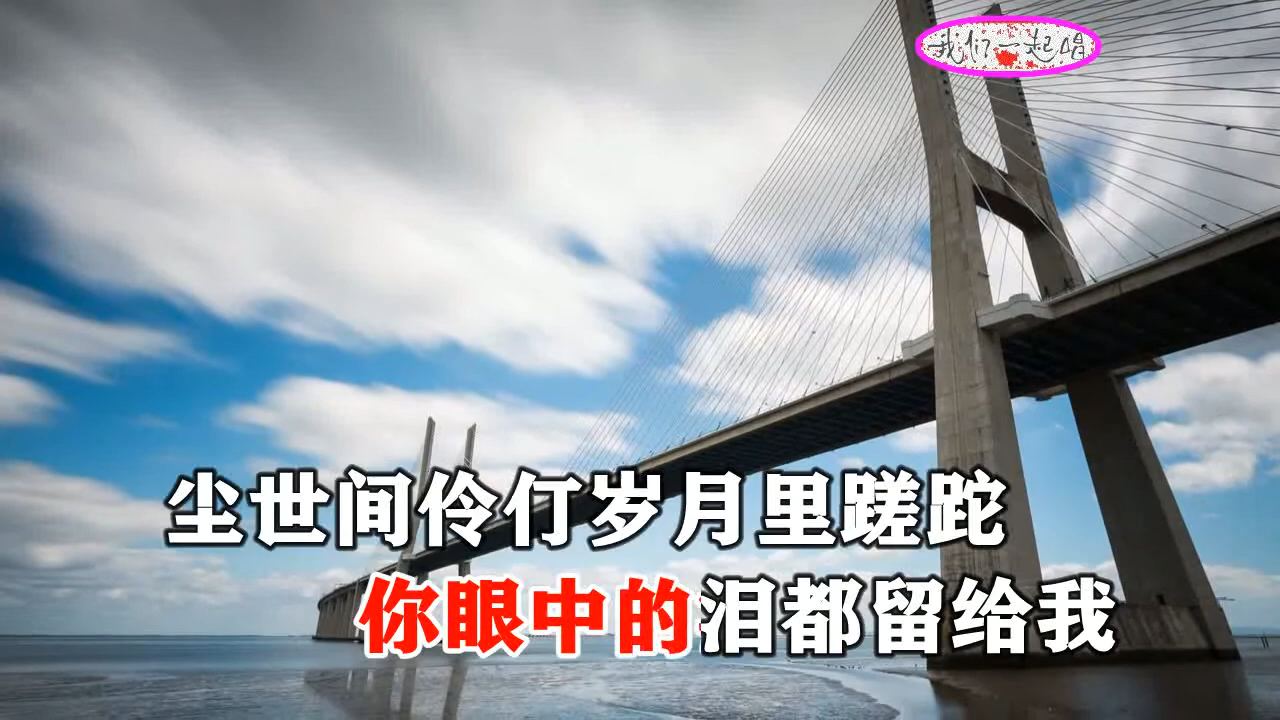 我们一起唱
尘世间伶仃岁月里蹉跎
你眼中的泪都留给我